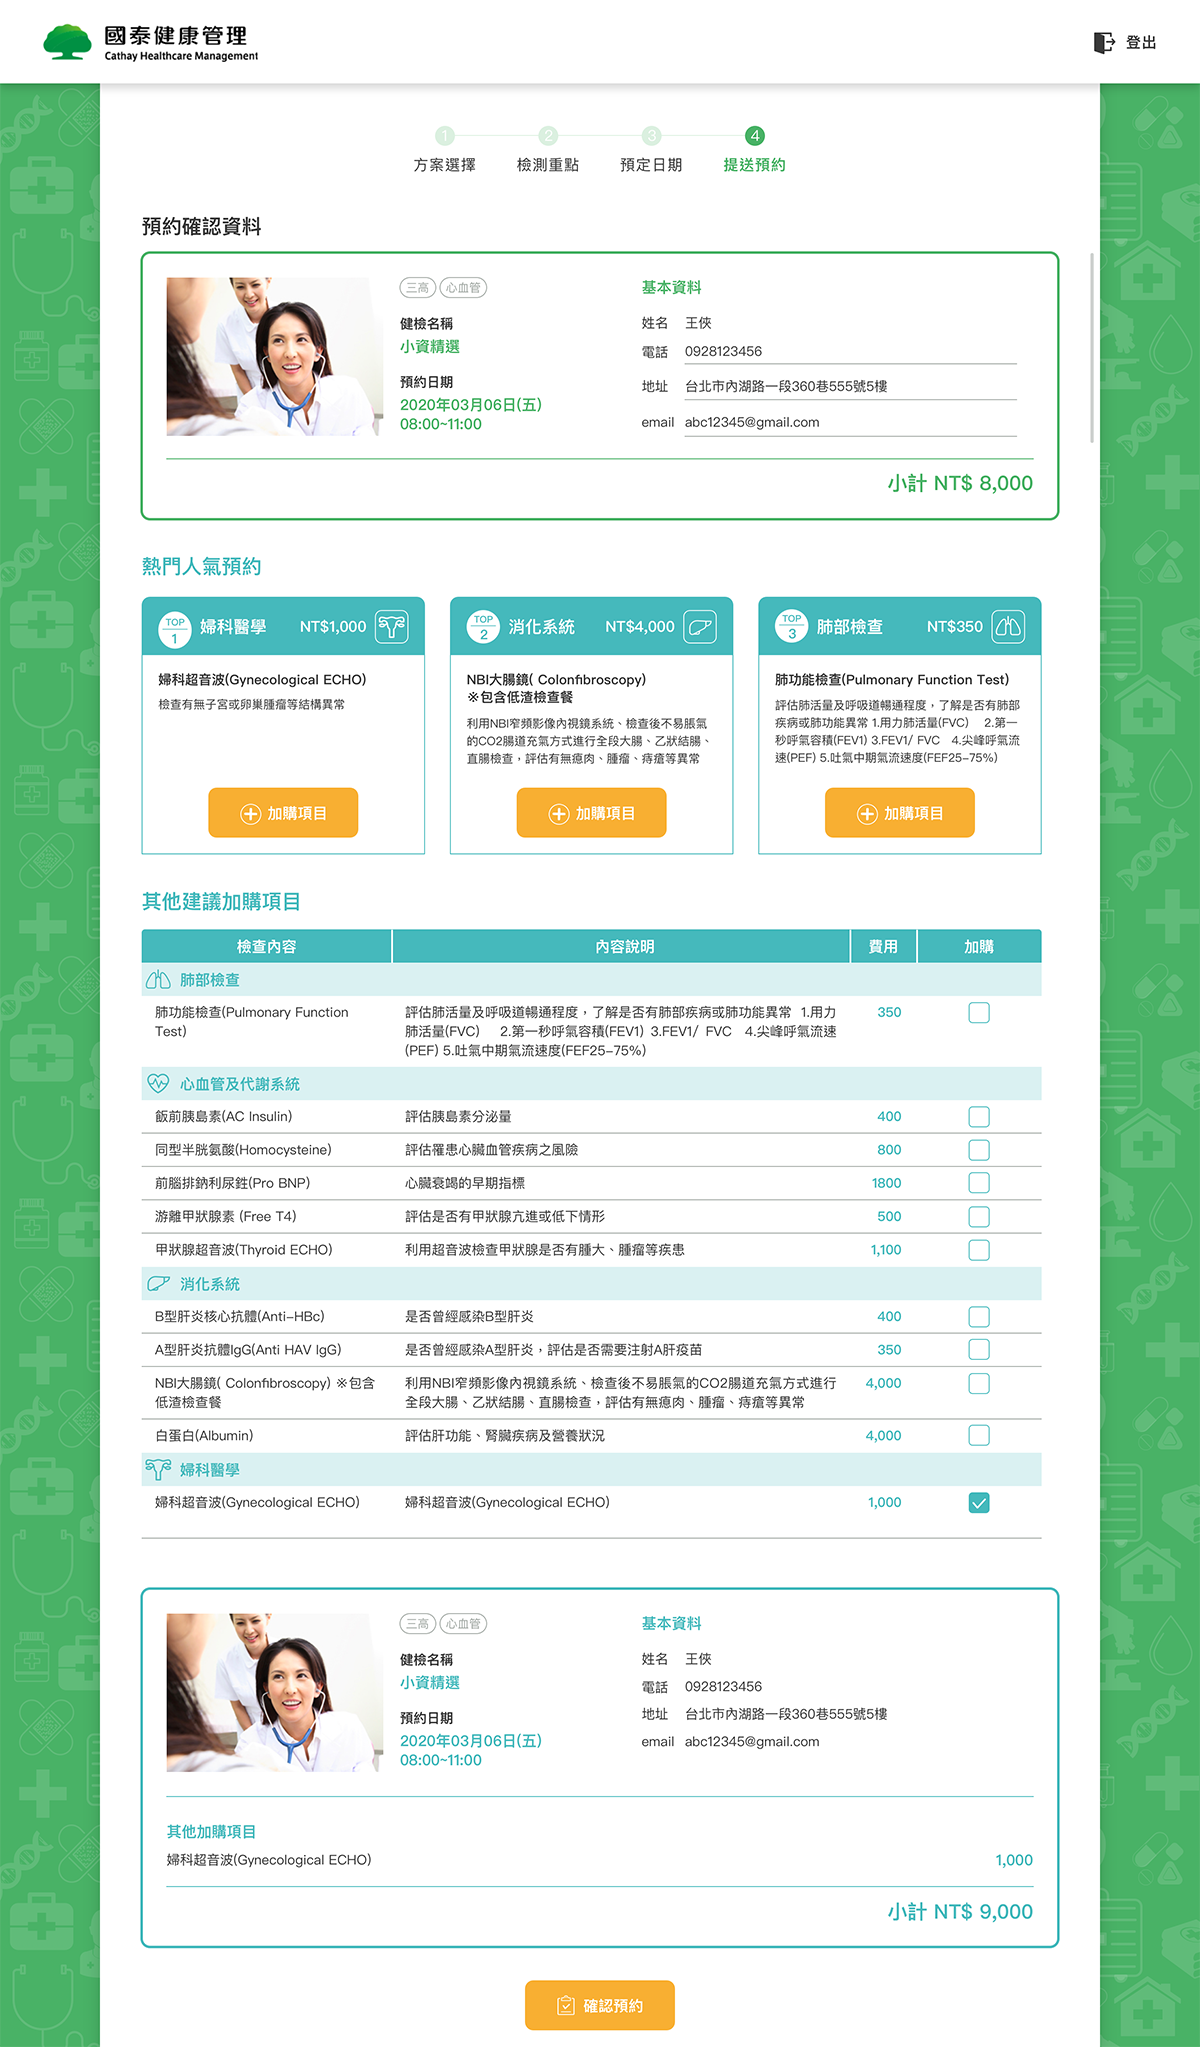 國泰健康管理
Cathay Healthcare Management
登出
1 2 3 4
方案選擇 檢測重點 預定日期 提送預約
預約確認資料
三高 心血管
健檢名稱
小資精選
預約日期
2020年03月06日(五)
08:00~11:00
基本資料
姓名 王俠
電話 0928123456
地址 台北市內湖路一段360巷555號5樓
email abc12345@gmail.com
小計 NT$ 8,000
熱門人氣預約
TOP 1 婦科醫學 NT$1,000
婦科超音波(Gynecological ECHO)
檢查有無子宮或卵巢腫瘤等結構異常
加購項目
TOP 2 消化系統 NT$4,000
NBI大腸鏡( Colonfibroscopy)
※包含低渣檢查餐
利用NBI窄頻影像內視鏡系統、檢查後不易脹氣
的CO2腸道充氣方式進行全段大腸、乙狀結腸、
直腸檢查，評估有無瘜肉、腫瘤、痔瘡等異常
加購項目
TOP 3 肺部檢查 NT$350
肺功能檢查(Pulmonary Function Test)
評估肺活量及呼吸道暢通程度，了解是否有肺部
疾病或肺功能異常 1.用力肺活量(FVC) 2.第一
秒呼氣容積(FEV1) 3.FEV1/ FVC 4.尖峰呼氣流
速(PEF) 5.吐氣中期氣流速度(FEF25–75%)
加購項目
其他建議加購項目
檢查內容 內容說明 費用 加購
肺部檢查
肺功能檢查(Pulmonary Function
Test)
評估肺活量及呼吸道暢通程度，了解是否有肺部疾病或肺功能異常 1.用力
肺活量(FVC) 2.第一秒呼氣容積(FEV1) 3.FEV1/ FVC 4.尖峰呼氣流速
(PEF) 5.吐氣中期氣流速度(FEF25–75%)
350
心血管及代謝系統
飯前胰島素(AC Insulin) 評估胰島素分泌量 400
同型半胱氨酸(Homocysteine) 評估罹患心臟血管疾病之風險 800
前腦排鈉利尿鉎(Pro BNP) 心臟衰竭的早期指標 1800
游離甲狀腺素 (Free T4) 評估是否有甲狀腺亢進或低下情形 500
甲狀腺超音波(Thyroid ECHO) 利用超音波檢查甲狀腺是否有腫大、腫瘤等疾患 1,100
消化系統
B型肝炎核心抗體(Anti–HBc) 是否曾經感染B型肝炎 400
A型肝炎抗體IgG(Anti HAV IgG) 是否曾經感染A型肝炎，評估是否需要注射A肝疫苗 350
NBI大腸鏡( Colonfibroscopy) ※包含
低渣檢查餐
利用NBI窄頻影像內視鏡系統、檢查後不易脹氣的CO2腸道充氣方式進行
全段大腸、乙狀結腸、直腸檢查，評估有無瘜肉、腫瘤、痔瘡等異常
4,000
白蛋白(Albumin) 評估肝功能、腎臟疾病及營養狀況 4,000
婦科醫學
婦科超音波(Gynecological ECHO) 婦科超音波(Gynecological ECHO) 1,000
三高 心血管
健檢名稱
小資精選
預約日期
2020年03月06日(五)
08:00~11:00
基本資料
姓名 王俠
電話 0928123456
地址 台北市內湖路一段360巷555號5樓
email abc12345@gmail.com
其他加購項目
婦科超音波(Gynecological ECHO) 1,000
小計 NT$ 9,000
確認預約